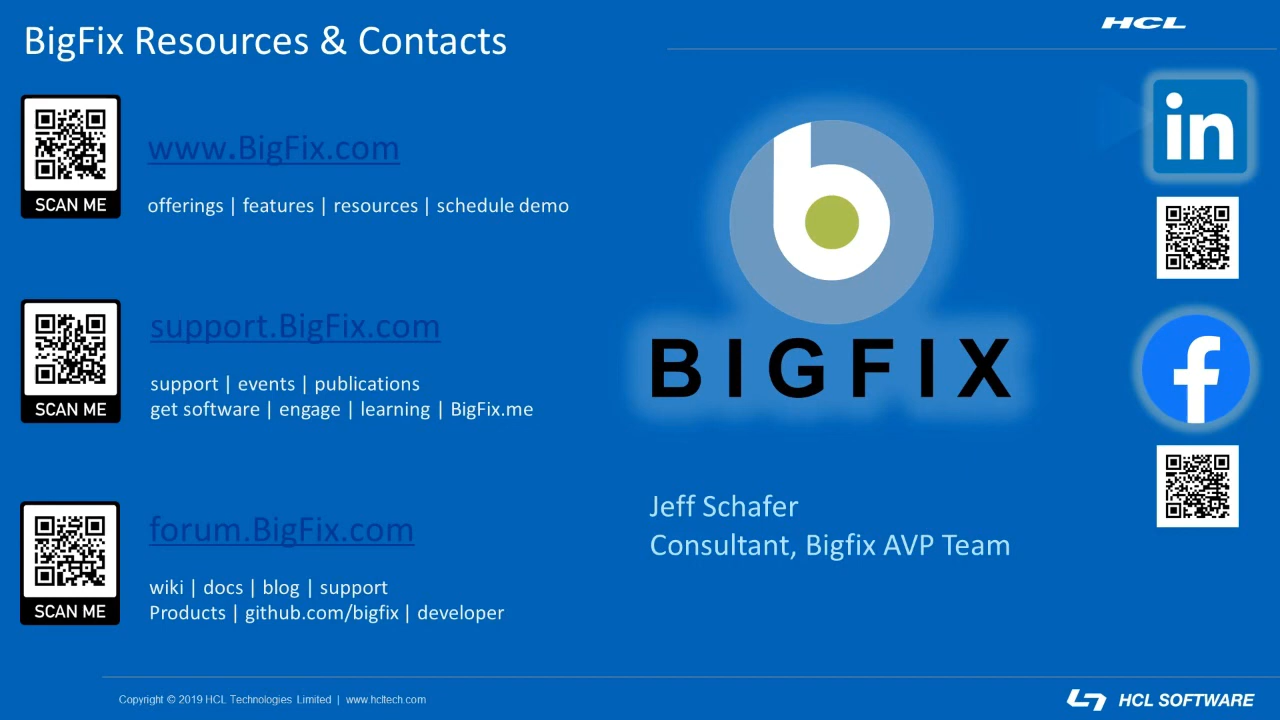 BigFix Resources & Contacts
HCL
SCAN ME
www.BigFix.com
offerings | features | resources | schedule demo
SCAN ME
support.BigFix.com
support | events | publications
get software | engage | learning | BigFix.me
SCAN ME
forum.BigFix.com
wiki | docs | blog | support
Products | github.com/bigfix | developer
b
BIGFIX
Jeff Schafer
Consultant, Bigfix AVP Team
in
f
Copyright © 2019 HCL Technologies Limited | www.hcltech.com
HCL SOFTWARE